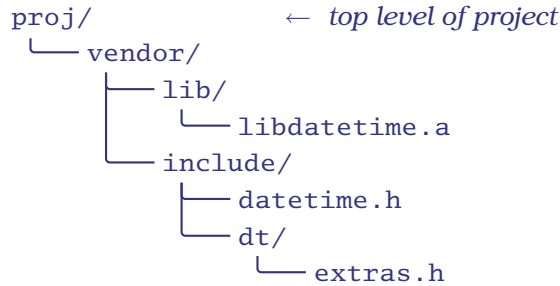 proj/ ← top level of project
vendor/
lib/
libdatetime.a
include/
datetime.h
dt/
extras.h